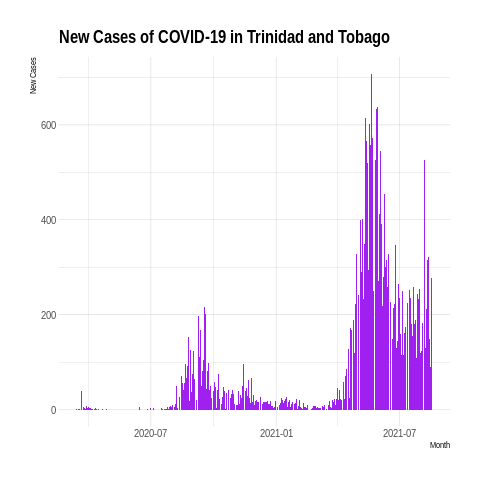 New Cases of COVID-19 in Trinidad and Tobago
New Cases
600
400
200
0
2020-07
2021-01
2021-07
Month